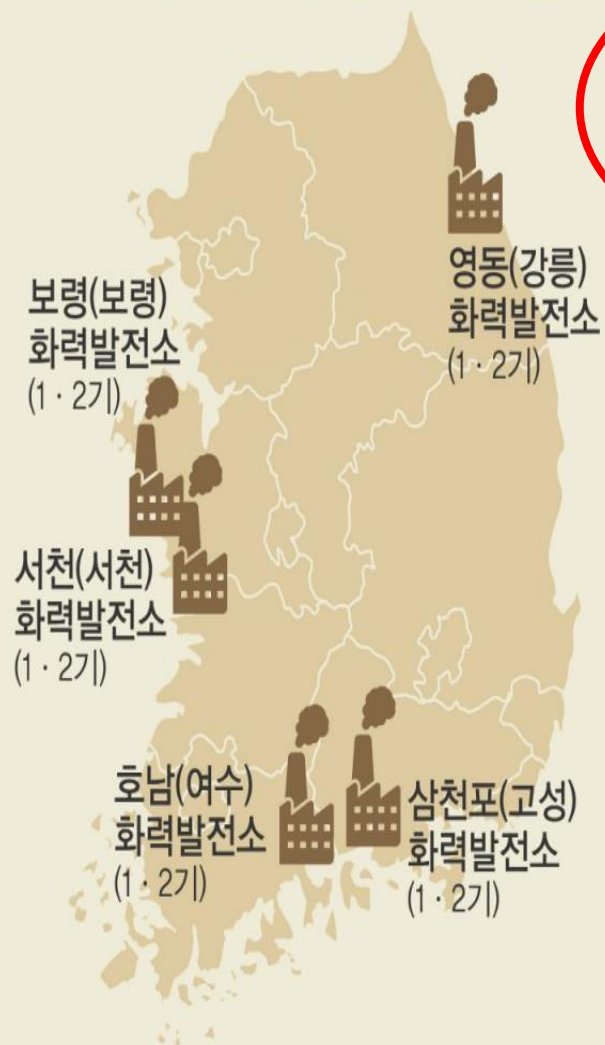 영동(강릉)
화력발전소
(1 · 2기)
보령(보령)
화력발전소
(1 · 2기)
서천(서천)
화력발전소
(1 · 2기)
호남(여수)
화력발전소
(1 · 2기)
삼천포(고성)
화력발전소
(1 · 2기)